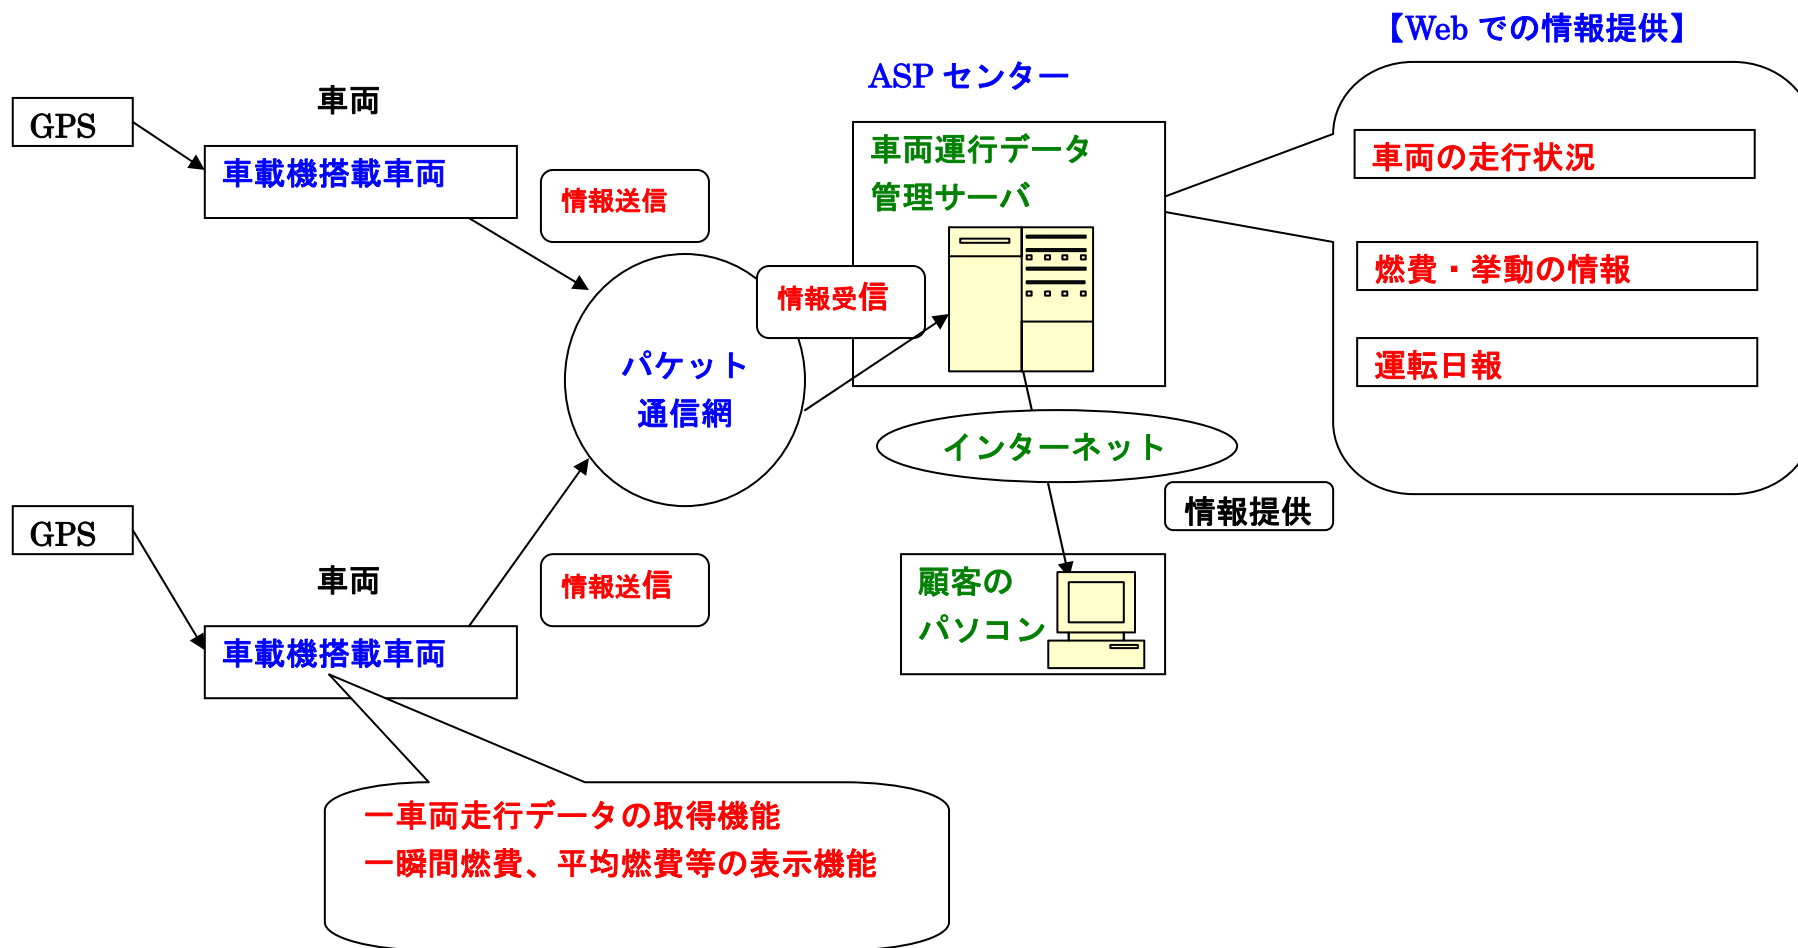 【Web での情報提供】
ASP センター
車両
GPS
車載機搭載車両
情報送信
車両運行データ
管理サーバ
車両の走行状況
燃費・挙動の情報
運転日報
情報受信
パケット
通信網
インターネット
情報提供
GPS
車両
車載機搭載車両
情報送信
顧客の
パソコン
ー車両走行データの取得機能
ー瞬間燃費、平均燃費等の表示機能